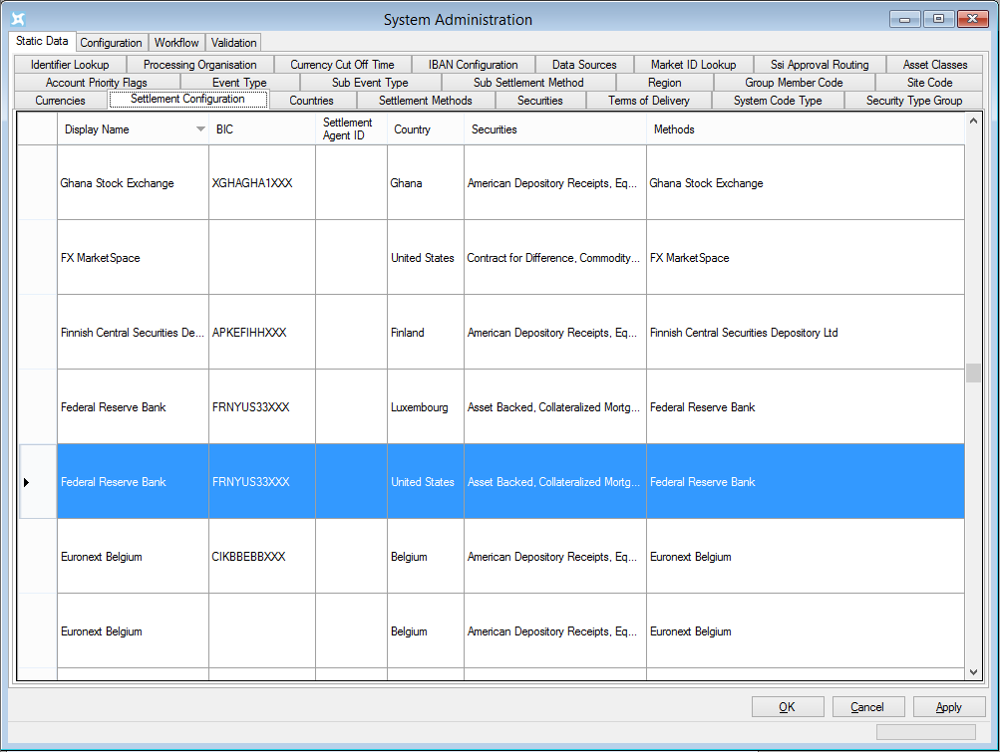 System Administration
Static Data Configuration Workflow Validation
Identifier Lookup Processing Organisation Currency Cut Off Time IBAN Configuration Data Sources Market ID Lookup Ssi Approval Routing Asset Classes
Account Priority Flags Event Type Sub Event Type Sub Settlement Method Region Group Member Code Site Code
Currencies Settlement Configuration Countries Settlement Methods Securities Terms of Delivery System Code Type Security Type Group
Display Name BIC Settlement Agent ID Country Securities Methods
Ghana Stock Exchange XGHAGHA1XXX Ghana American Depository Receipts, Eq... Ghana Stock Exchange
FX MarketSpace United States Contract for Difference, Commodity... FX MarketSpace
Finnish Central Securities De... APKEFIHHXXX Finland American Depository Receipts, Eq... Finnish Central Securities Depository Ltd
Federal Reserve Bank FRNYUS33XXX Luxembourg Asset Backed, Collateralized Mortg... Federal Reserve Bank
Federal Reserve Bank FRNYUS33XXX United States Asset Backed, Collateralized Mortg... Federal Reserve Bank
Euronext Belgium CIKBBEBBXXX Belgium American Depository Receipts, Eq... Euronext Belgium
Euronext Belgium Belgium American Depository Receipts, Eq... Euronext Belgium
OK Cancel Apply